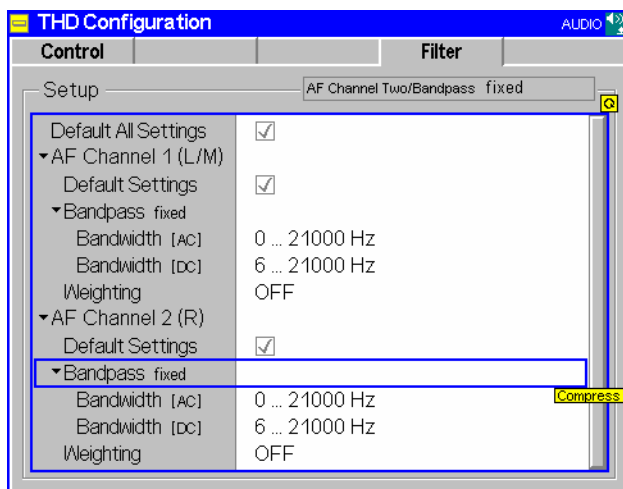 THD Configuration AUDIO
Control Filter
Setup AF Channel Two/Bandpass fixed
Default All Settings
AF Channel 1 (L/M)
Default Settings
Bandpass fixed
Bandwidth [AC] 0 ... 21000 Hz
Bandwidth [DC] 6 ... 21000 Hz
Weighting OFF
AF Channel 2 (R)
Default Settings
Bandpass fixed
Compress
Bandwidth [AC] 0 ... 21000 Hz
Bandwidth [DC] 6 ... 21000 Hz
Weighting OFF